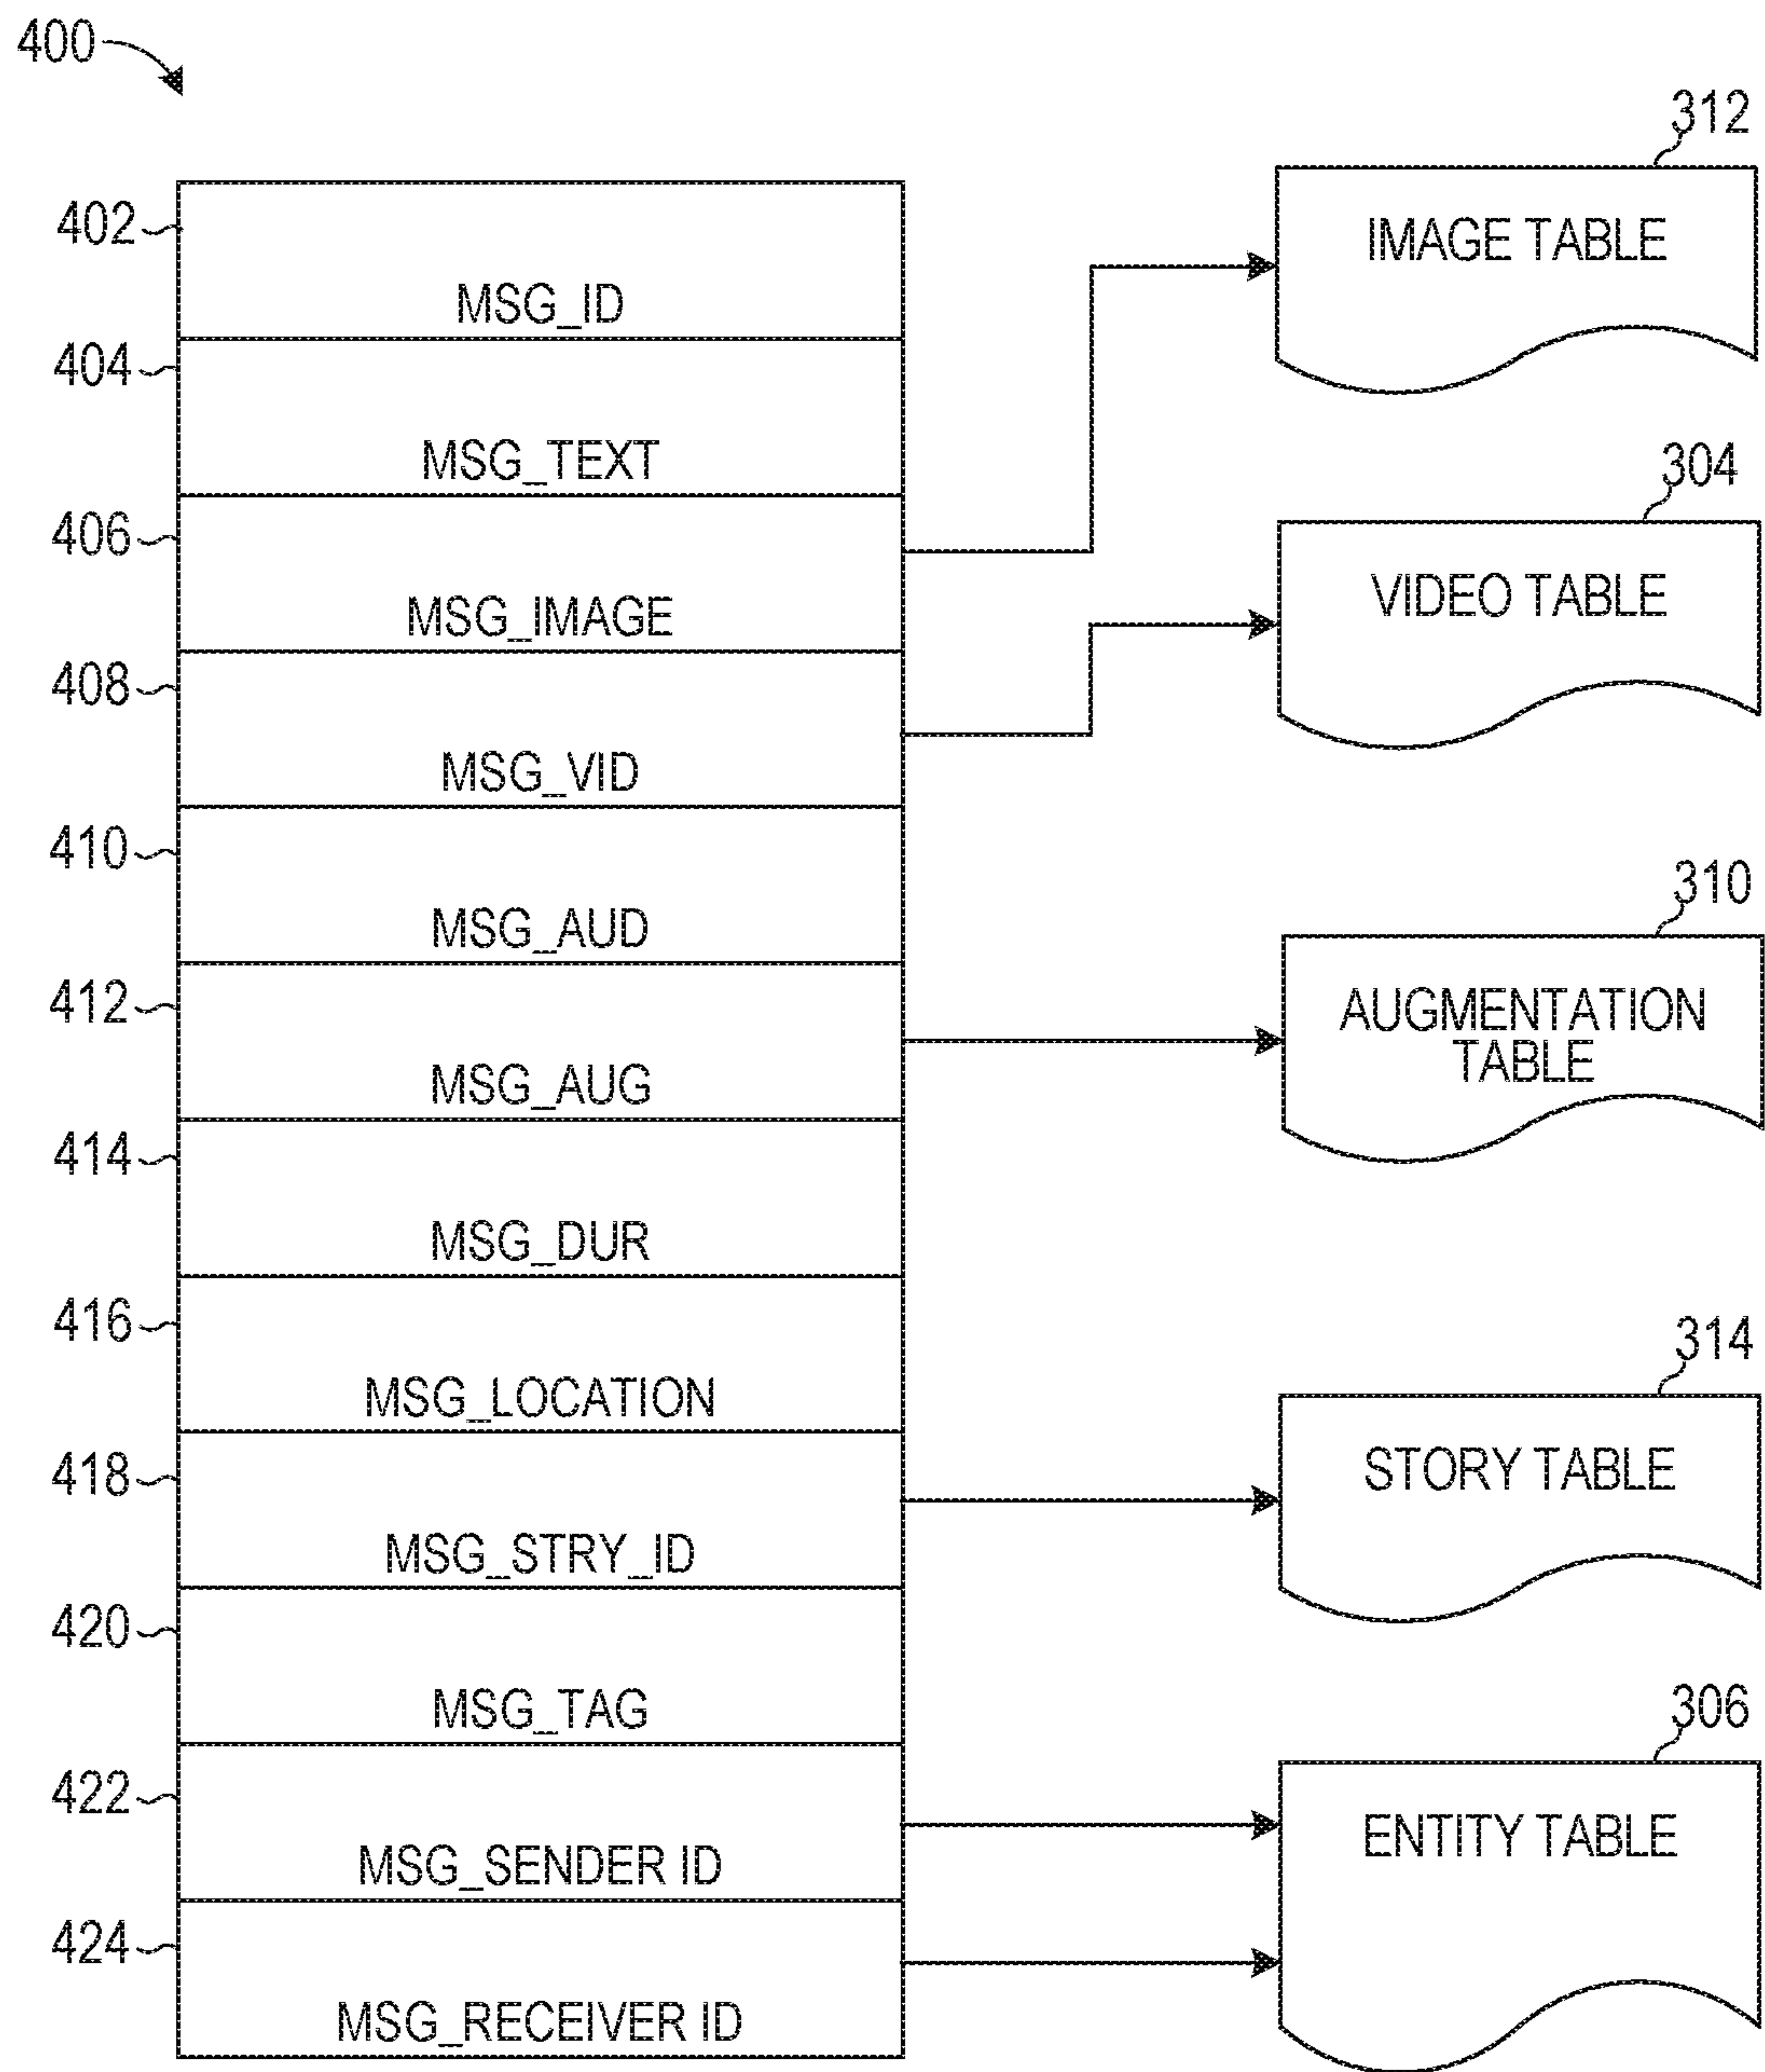 400
312
402
IMAGE TABLE
MSG_ID
404
MSG_TEXT
304
406
VIDEO TABLE
MSG_IMAGE
408
MSG_VID
410
310
MSG_AUD
412
AUGMENTATION
TABLE
MSG_AUG
414
MSG_DUR
416
314
MSG_LOCATION
418
STORY TABLE
MSG_STRY_ID
420
306
MSG_TAG
422
ENTITY TABLE
MSG_SENDER ID
424
MSG_RECEIVER ID